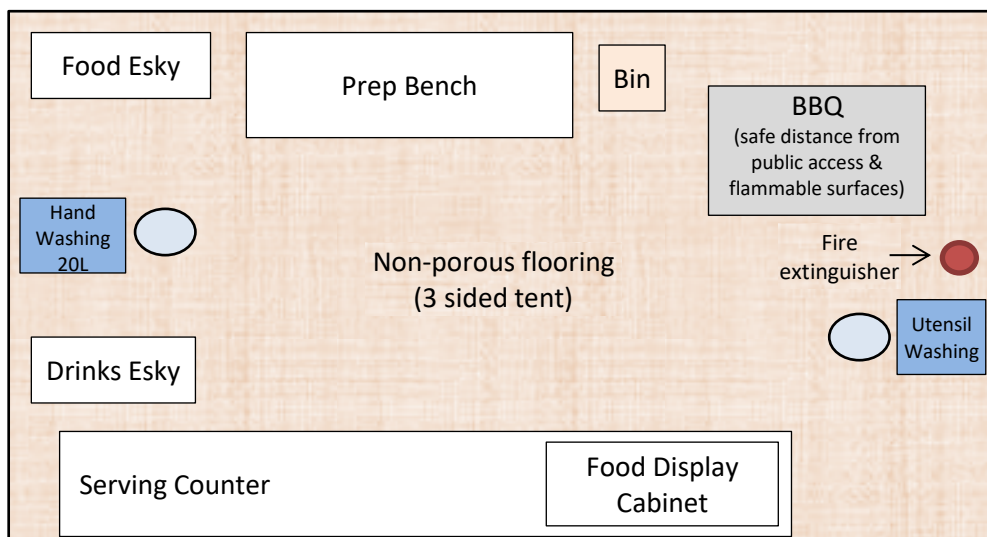 Food Esky
Prep Bench
Bin
BBQ
(safe distance from
public access &
flammable surfaces)
Hand
Washing
20L
Non-porous flooring
(3 sided tent)
Fire
extinguisher
Utensil
Washing
Drinks Esky
Serving Counter
Food Display
Cabinet